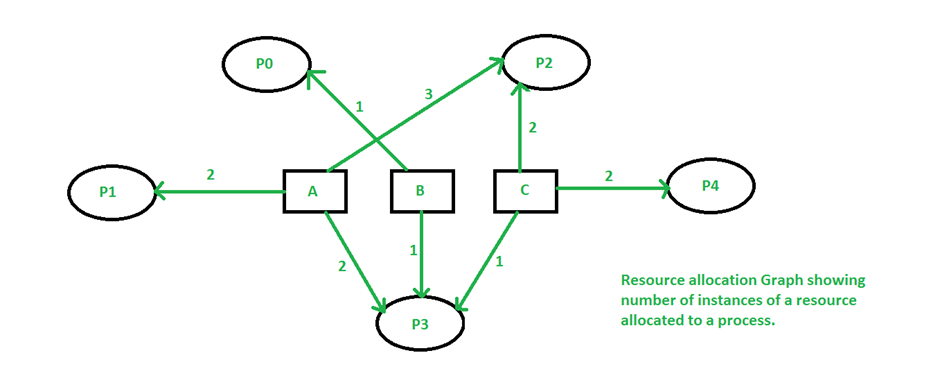 P0
P2
3
1
2
2
2
P1
A
B
C
P4
2
1
1
Resource allocation Graph showing
number of instances of a resource
allocated to a process.
P3